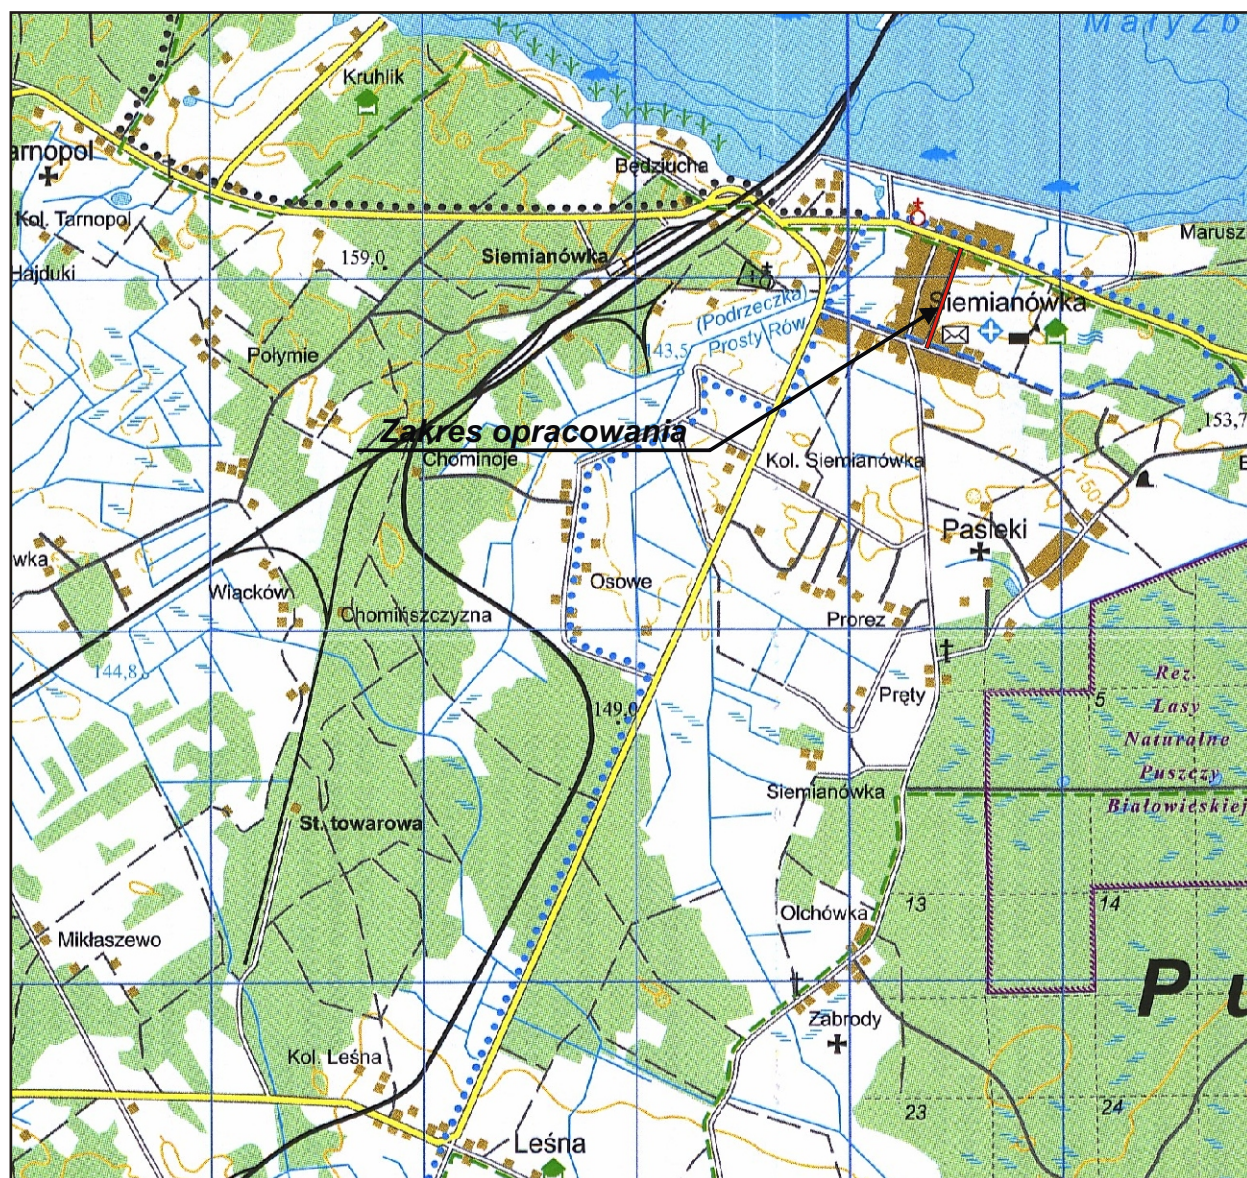 Mały Zb
Kruhlik
arnopol
Będziucha
Kol. Tarnopol
Marusz
Hajduki
159,0
Siemianówka
Siemianówka
(Podrzeczka)
Prosty Rów
143,5
Połymie
153,7
Zakres opracowania
Chominoje
Kol. Siemianówka
150
Pasieki
wka
Wiącków
Osowe
Chomińszczyzna
Prorez
144,8
Pręty
149,0
5
Rez.
Lasy
Naturalne
Puszczy
Białowieskiej
Siemianówka
St. towarowa
13
14
Olchówka
Mikłaszewo
P u
Zabrody
Kol. Leśna
23
24
Leśna